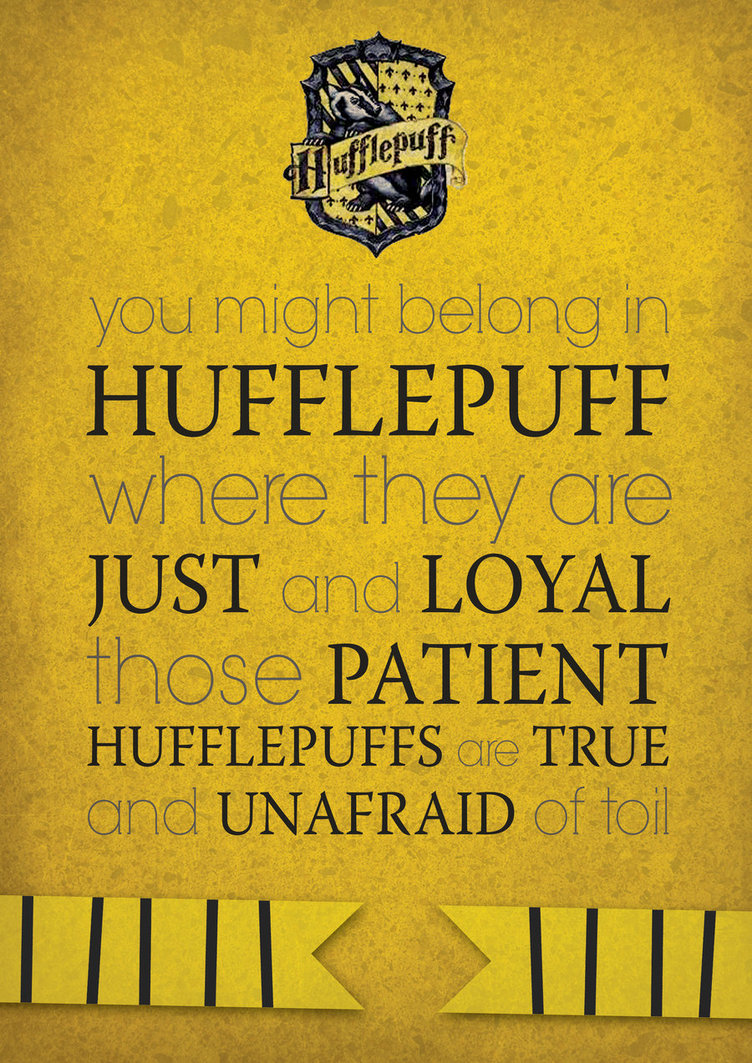 Hufflepuff
you might belong in
HUFFLEPUFF
where they are
JUST and LOYAL
those PATIENT
HUFFLEPUFFS are TRUE
and UNAFRAID of toil